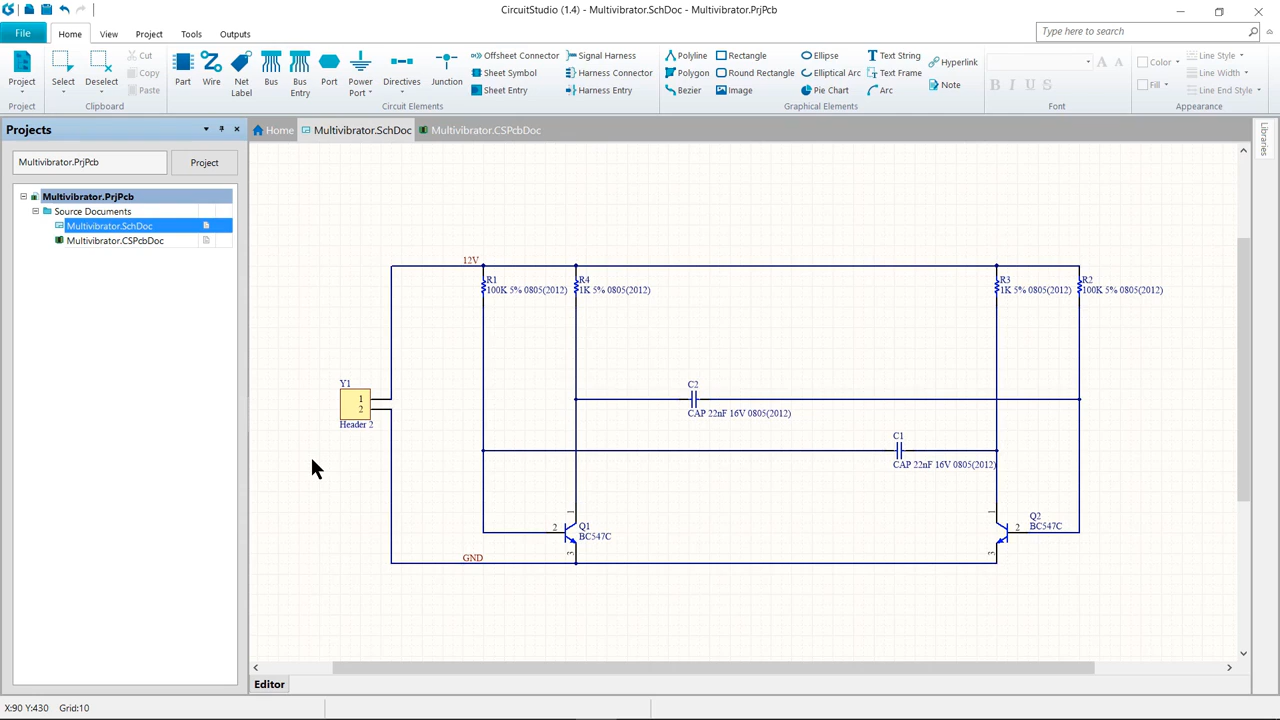 CircuitStudio (1.4) - Multivibrator.SchDoc - Multivibrator.PrjPcb
File
Home
View
Project
Tools
Outputs
Type here to search
Project
Select
Deselect
Cut
Copy
Paste
Part
Wire
Net
Label
Bus
Bus
Entry
Port
Power
Port
Directives
Junction
Offsheet Connector
Sheet Symbol
Sheet Entry
Signal Harness
Harness Connector
Harness Entry
Polyline
Polygon
Bezier
Rectangle
Round Rectangle
Image
Ellipse
Elliptical Arc
Pie Chart
Text String
Text Frame
Arc
Hyperlink
Note
A A
B I U S
Color
Fill
Line Style
Line Width
Line End Style
Project
Clipboard
Circuit Elements
Graphical Elements
Font
Appearance
Projects
Home
Multivibrator.SchDoc
Multivibrator.CSPcbDoc
Libraries
Multivibrator.PrjPcb
Project
Multivibrator.PrjPcb
Source Documents
Multivibrator.SchDoc
Multivibrator.CSPcbDoc
12V
R1
100K 5% 0805(2012)
R4
1K 5% 0805(2012)
R3
1K 5% 0805(2012)
R2
100K 5% 0805(2012)
Y1
1
2
Header 2
C2
CAP 22nF 16V 0805(2012)
C1
CAP 22nF 16V 0805(2012)
1
2
3
Q1
BC547C
1
2
3
Q2
BC547C
GND
Editor
X:90 Y:430 Grid:10